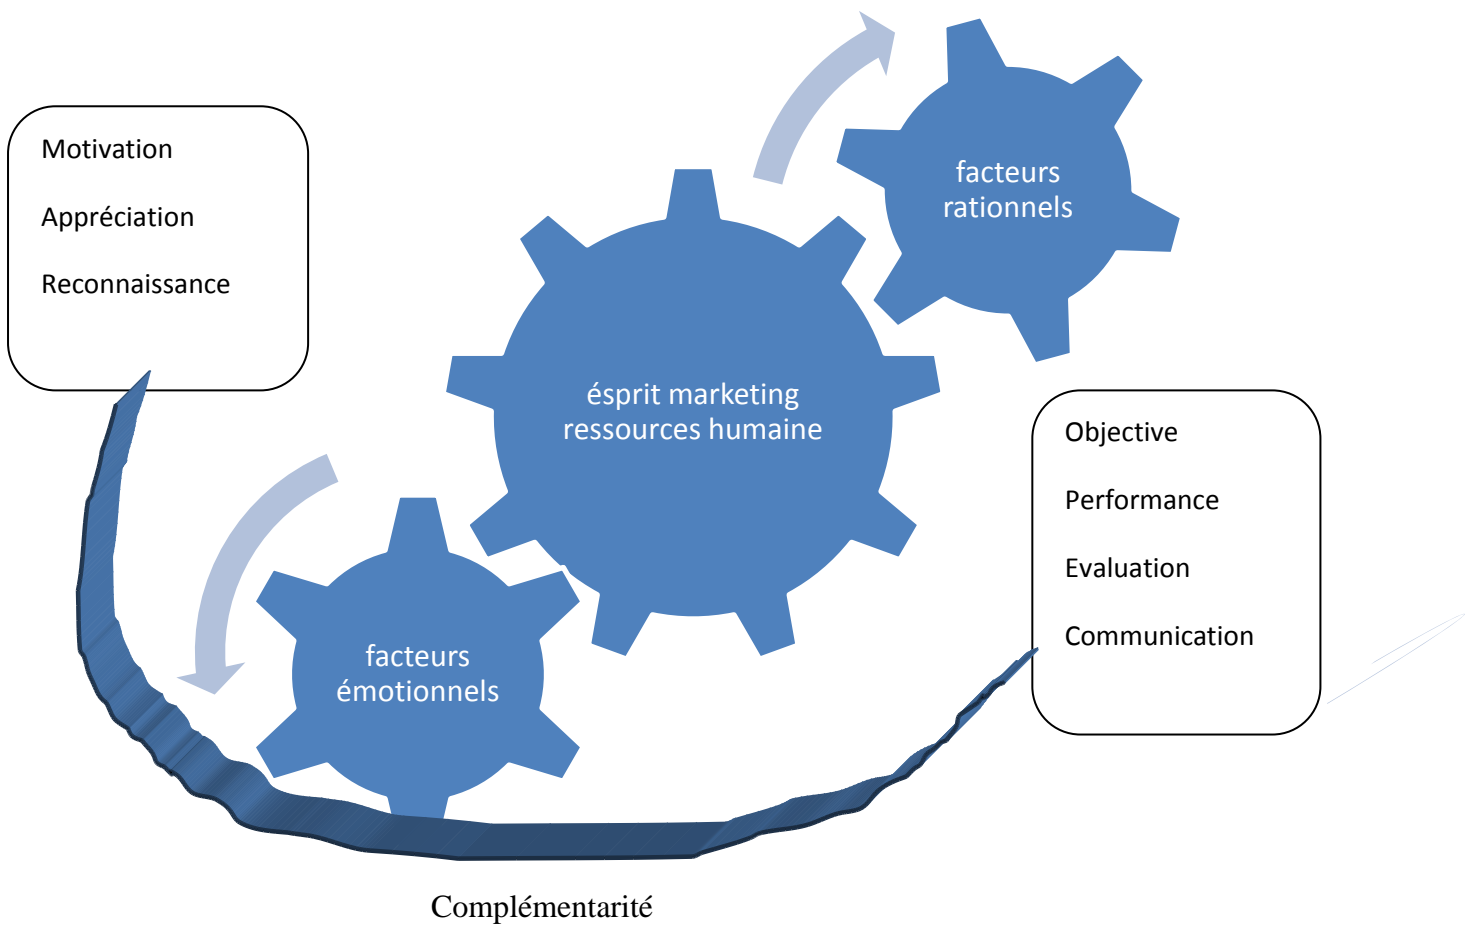 Motivation
Appréciation
Reconnaissance
facteurs
rationnels
ésprit marketing
ressources humaine
Objective
Performance
Evaluation
Communication
facteurs
émotionnels
Complémentarité